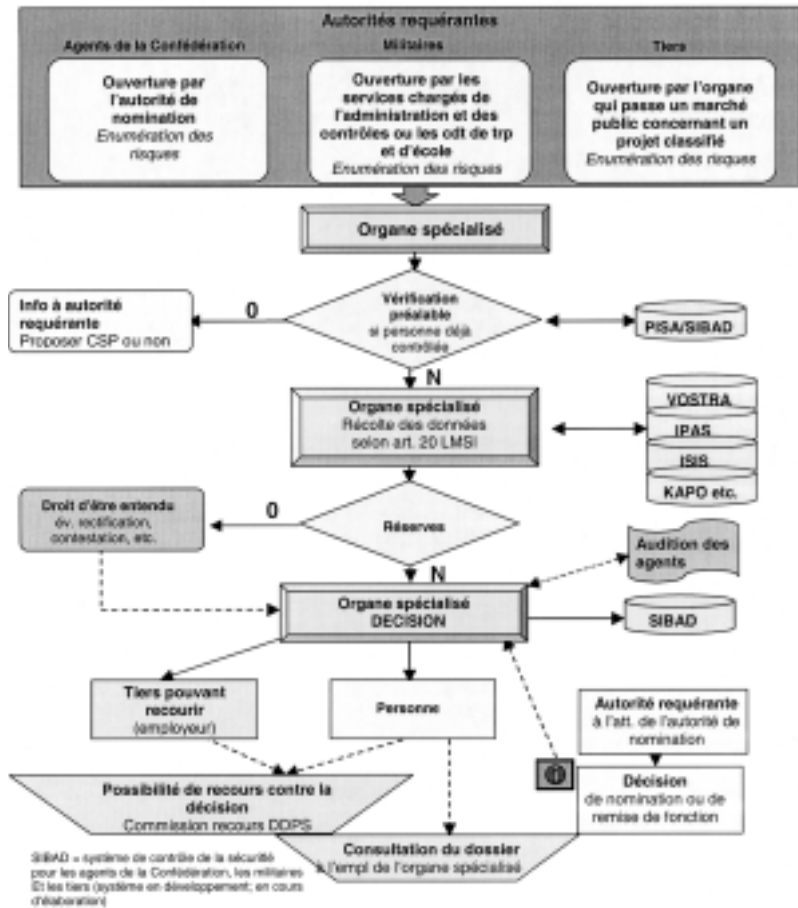 Autorités requérantes
Agents de la Confédération
Militaires
Tiers
Ouverture par
l'autorité de
nomination
Enumération des
risques
Ouverture par les
services chargés de
l'administration et des
contrôles ou les cdt de trp
et d'école
Enumération des risques
Ouverture par l'organe
qui passe un marché
public concernant un
projet classifié
Enumération des risques
Organe spécialisé
Info à autorité
requérante
Proposer CSP ou non
O
Vérification
préalable
si personne déjà
contrôlée
PISA/SIBAD
N
Organe spécialisé
Récolte des données
selon art. 20 LMSI
VOSTRA
IPAS
ISIS
KAPO etc.
Droit d'être entendu
év. rectification,
contestation, etc.
O
Réserves
Audition des
agents
N
Organe spécialisé
DECISION
SIBAD
Tiers pouvant
recourir
(employeur)
Personne
Autorité requérante
à l'att. de l'autorité de
nomination
Possibilité de recours contre la
décision
Commission recours DDPS
Décision
de nomination ou de
remise de fonction
Consultation du dossier
à l'empl de l'organe spécialisé
SIBAD = système de contrôle de la sécurité
pour les agents de la Confédération, les militaires
Et les tiers (système en développement; en cours
d'élaboration)